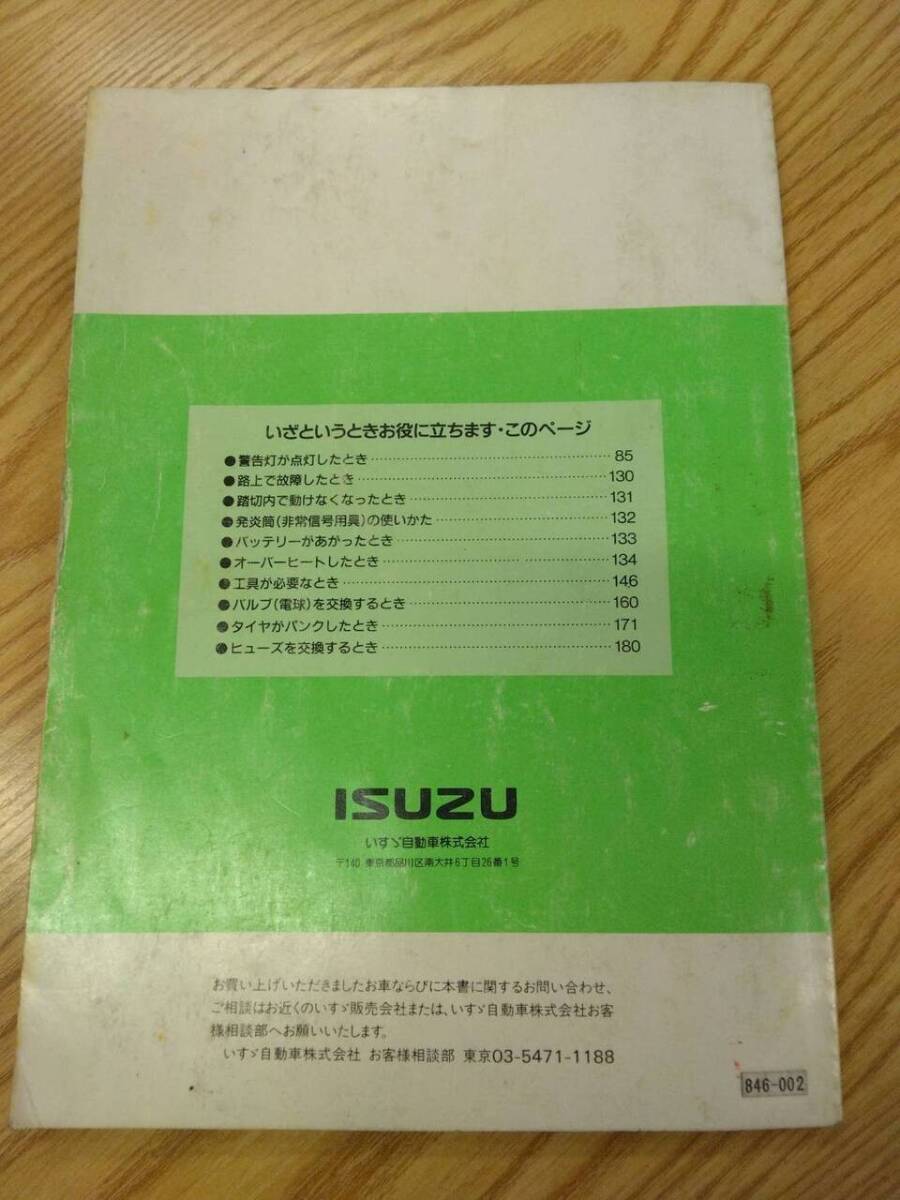 いざというときお役に立ちます・このページ
●警告灯が点灯したとき……85
●路上で故障したとき……130
●踏切内で動けなくなったとき……131
●発炎筒(非常信号用具)の使いかた……132
●バッテリーがあがったとき……133
●オーバーヒートしたとき……134
●工具が必要なとき……146
●バルブ(電球)を交換するとき……160
●タイヤがパンクしたとき……171
●ヒューズを交換するとき……180
ISUZU
いすゞ自動車株式会社
〒140 東京都品川区南大井6丁目26番1号
お買い上げいただきましたお車ならびに本書に関するお問い合わせ、
ご相談はお近くのいすゞ販売会社または、いすゞ自動車株式会社お客
様相談部へお願いいたします。
いすゞ自動車株式会社 お客様相談部 東京03-5471-1188
846-002